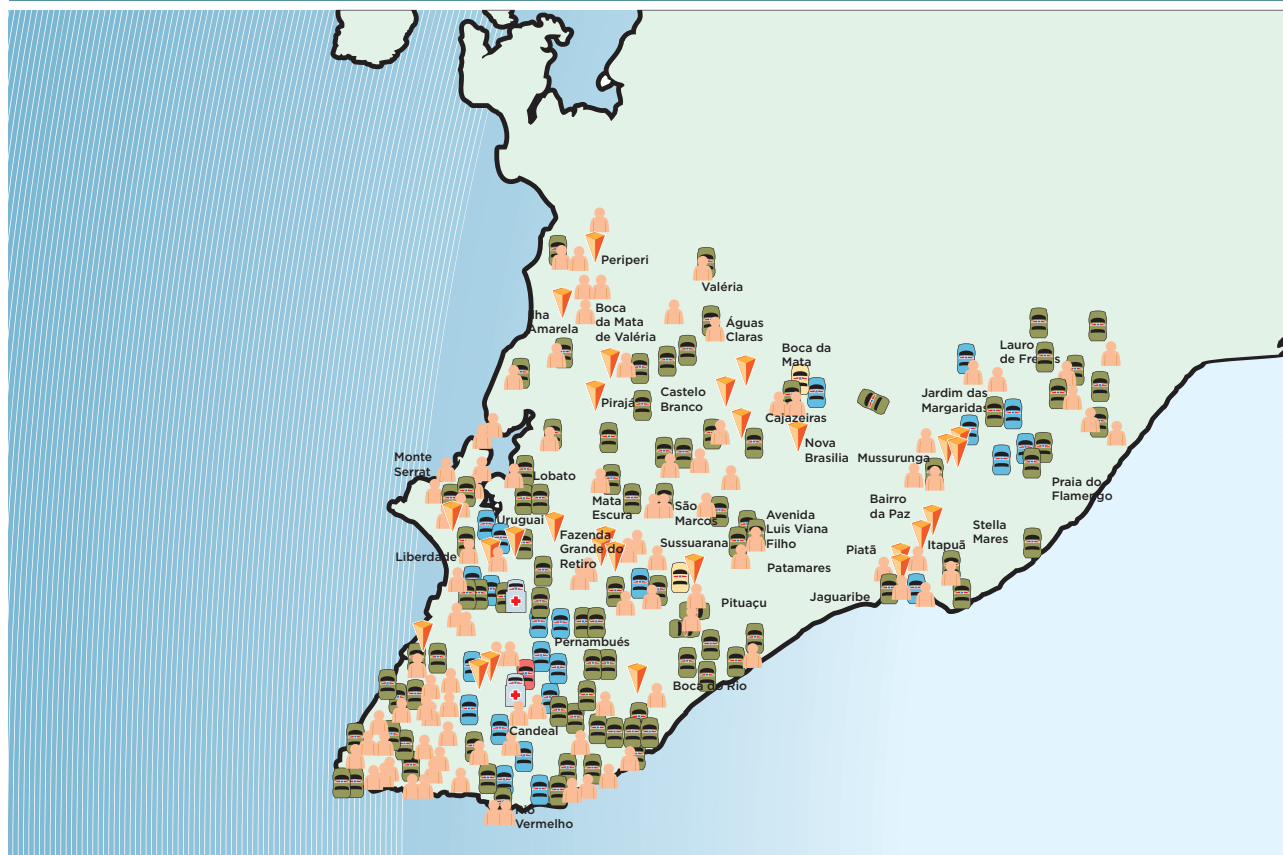 Periperi
Valéria
Ilha
Amarela
Boca
da Mata
de Valéria
Águas
Claras
Boca da
Mata
Lauro
de Freitas
Pirajá
Castelo
Branco
Cajazeiras
Jardim das
Margaridas
Nova
Brasilia
Mussurunga
Monte
Serrat
Lobato
Praia do
Flamengo
Mata
Escura
São
Marcos
Bairro
da Paz
Uruguai
Avenida
Luis Viana
Filho
Stella
Mares
Fazenda
Grande do
Retiro
Sussuarana
Liberdade
Piatã
Itapuã
Patamares
Jaguaribe
Pituaçu
Pernambués
Boca do Rio
Candeal
Rio
Vermelho